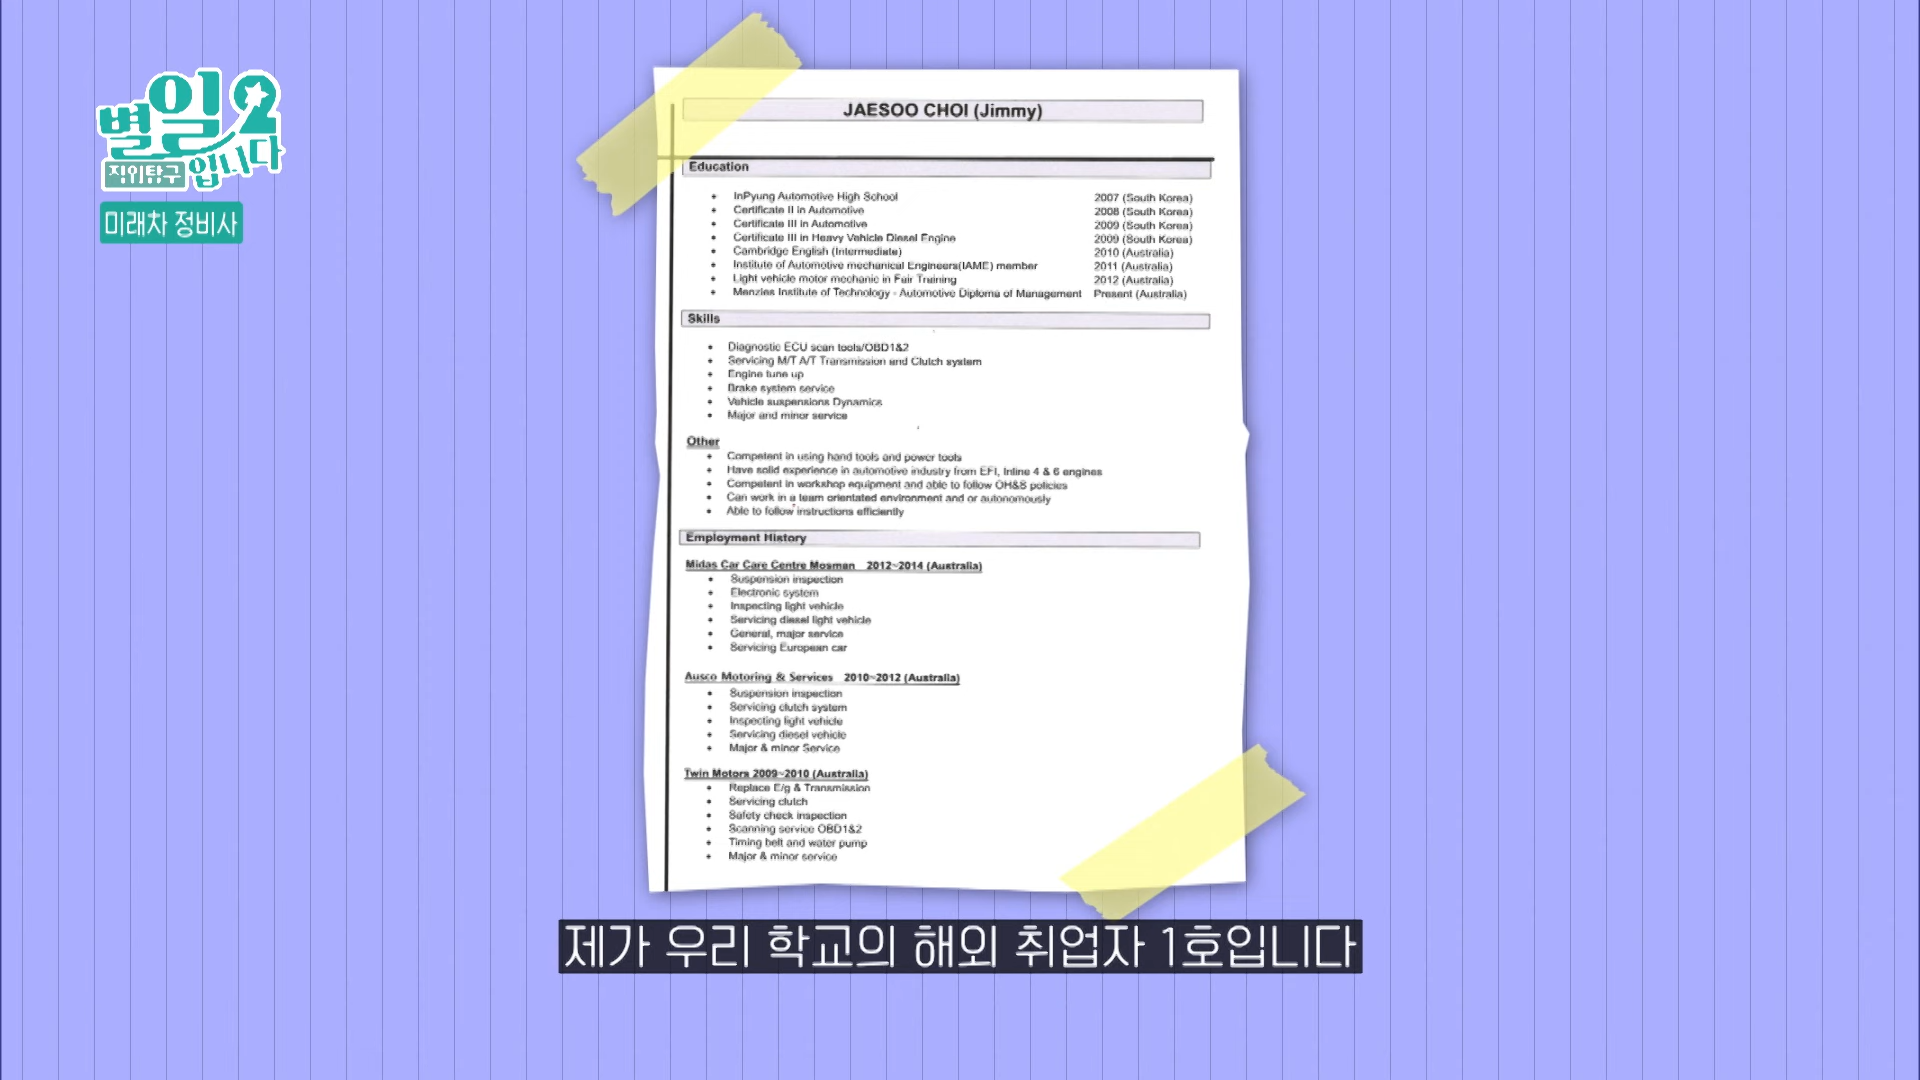 별일입니다2
직위탐구
미래차 정비사
JAESOO CHOI (Jimmy)
Education
InPyung Automotive High School 2007 (South Korea)
Certificate II in Automotive 2008 (South Korea)
Certificate III in Automotive 2009 (South Korea)
Certificate III in Heavy Vehicle Diesel Engine 2009 (South Korea)
Cambridge English (Intermediate) 2010 (Australia)
Institute of Automotive mechanical Engineers(IAME) member 2011 (Australia)
Light vehicle motor mechanic in Fair Training 2012 (Australia)
Menzies Institute of Technology - Automotive Diploma of Management Present (Australia)
Skills
Diagnostic ECU scan tools/OBD1&2
Servicing M/T A/T Transmission and Clutch system
Engine tune up
Brake system service
Vehicle suspensions Dynamics
Major and minor service
Other
Competent in using hand tools and power tools
Have solid experience in automotive industry from EFI, Inline 4 & 6 engines
Competent in workshop equipment and able to follow OH&S policies
Can work in a team orientated environment and or autonomously
Able to follow instructions efficiently
Employment History
Midas Car Care Centre Mosman 2012~2014 (Australia)
Suspension inspection
Electronic system
Inspecting light vehicle
Servicing diesel light vehicle
General, major service
Servicing European car
Ausco Motoring & Services 2010~2012 (Australia)
Suspension inspection
Servicing clutch system
Inspecting light vehicle
Servicing diesel vehicle
Major & minor Service
Twin Motors 2009~2010 (Australia)
Replace E/g & Transmission
Servicing clutch
Safety check inspection
Scanning service OBD1&2
Timing belt and water pump
Major & minor service
제가 우리 학교의 해외 취업자 1호입니다